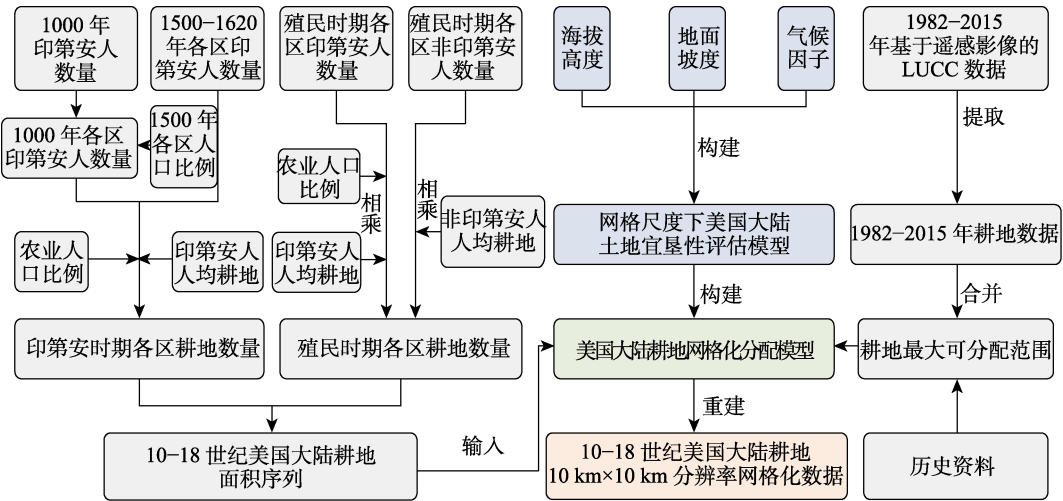 1000 年
印第安人
数量
1500−1620
年各区印
第安人数量
殖民时期各
区印第安人
数量
殖民时期各
区非印第安
人数量
海拔
高度
地面
坡度
气候
因子
1982−2015
年基于遥感影像的
LUCC 数据
1000 年各区
印第安人数量
1500 年
各区人
口比例
农业人口
比例
相乘
相乘
非印第安人
人均耕地
构建
提取
农业人
口比例
印第安人
人均耕地
印第安人
人均耕地
网格尺度下美国大陆
土地宜垦性评估模型
1982−2015 年耕地数据
构建
合并
印第安时期各区耕地数量
殖民时期各区耕地数量
美国大陆耕地网格化分配模型
耕地最大可分配范围
重建
10−18 世纪美国大陆耕地
面积序列
输入
10−18 世纪美国大陆耕地
10 km×10 km 分辨率网格化数据
历史资料